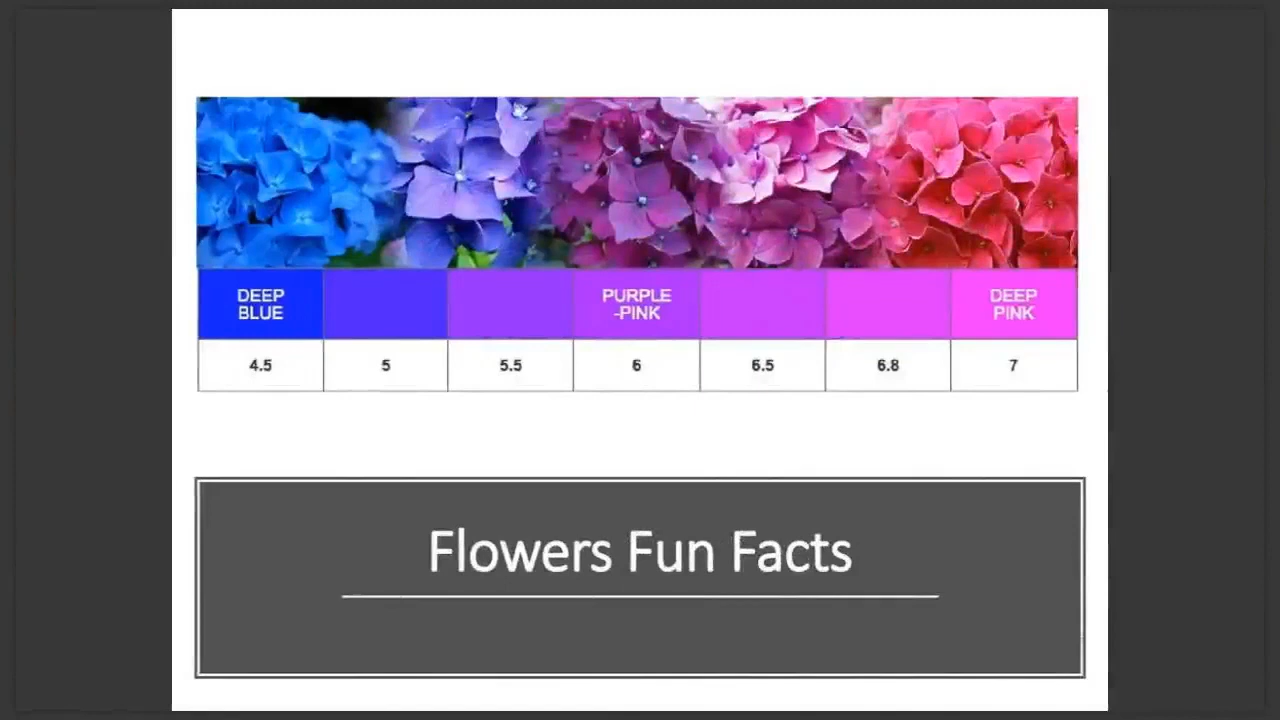 DEEP
BLUE
PURPLE
-PINK
DEEP
PINK
4.5 5 5.5 6 6.5 6.8 7
Flowers Fun Facts